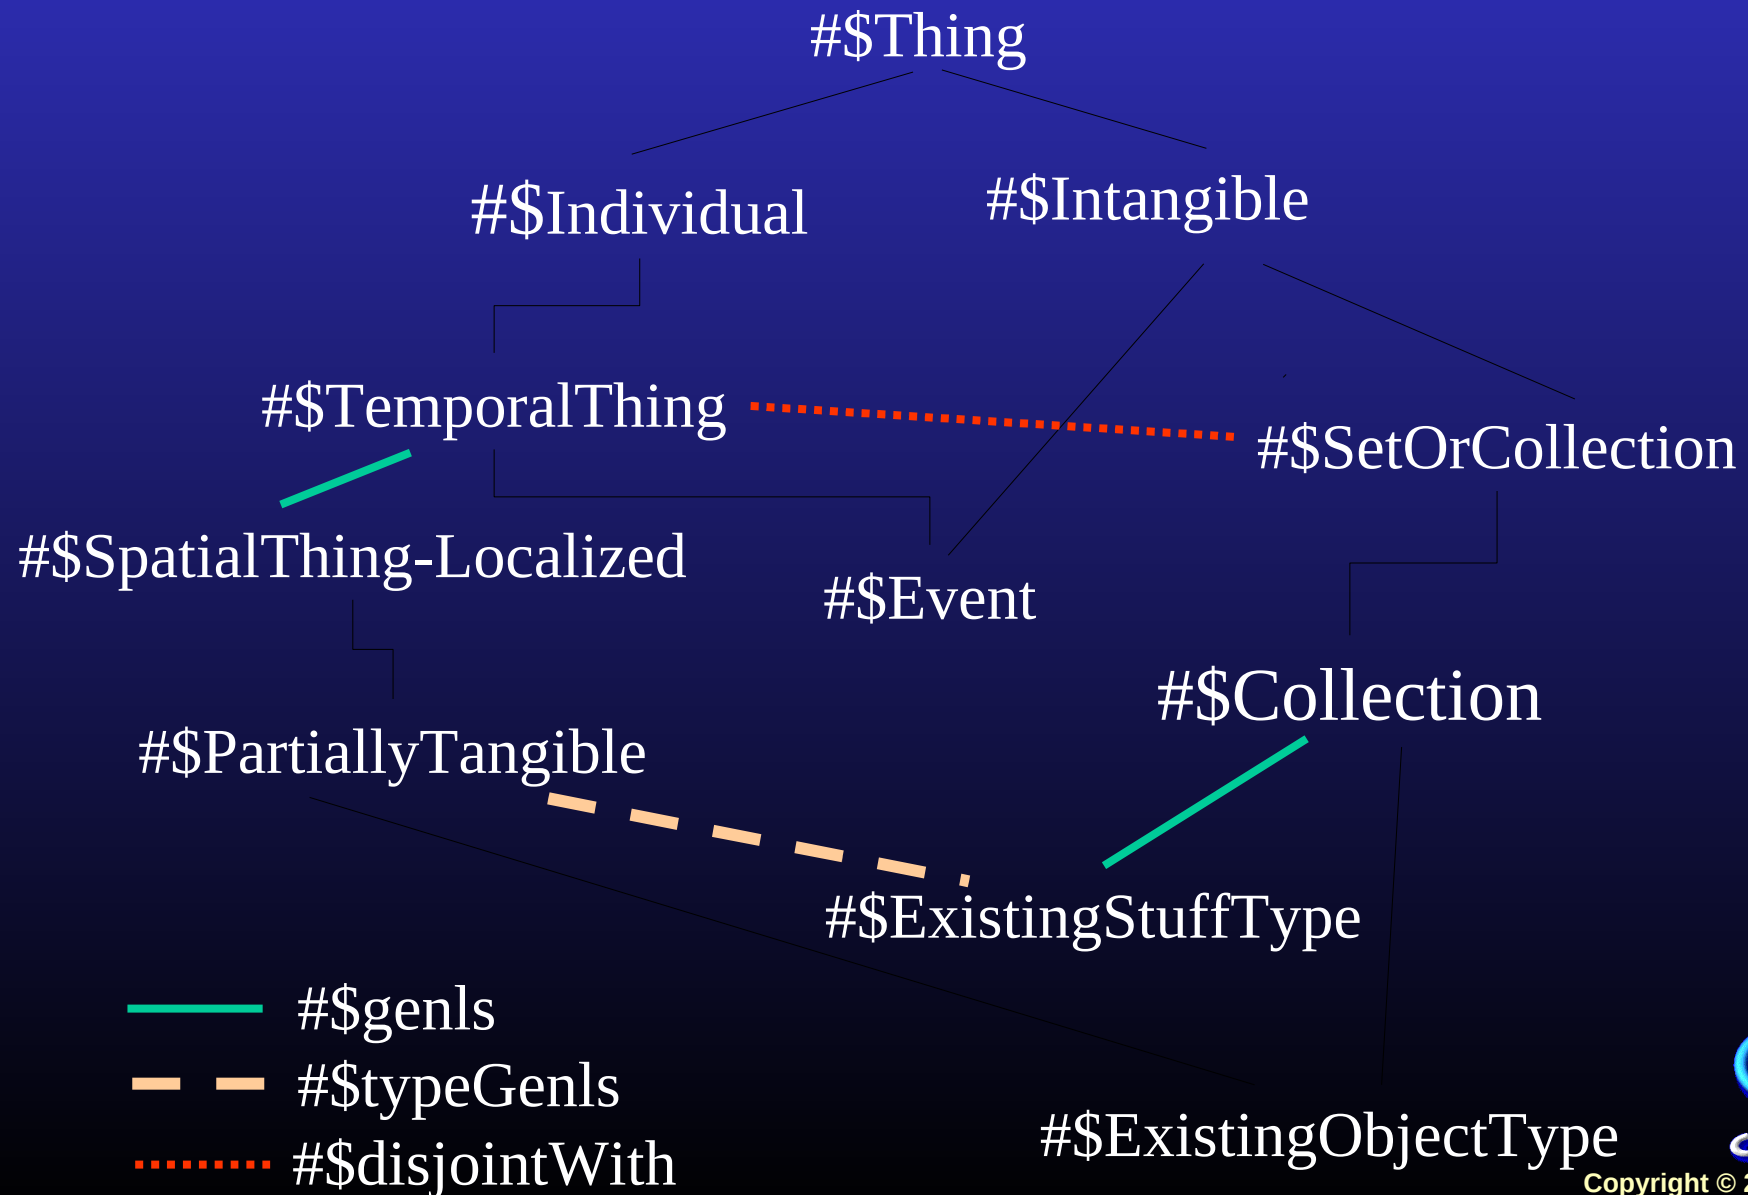 #$Thing
#$Individual
#$Intangible
#$TemporalThing
#$SetOrCollection
#$SpatialThing-Localized
#$Event
#$Collection
#$PartiallyTangible
#$ExistingStuffType
#$genls
#$typeGenls
#$ExistingObjectType
#$disjointWith
Copyright ©